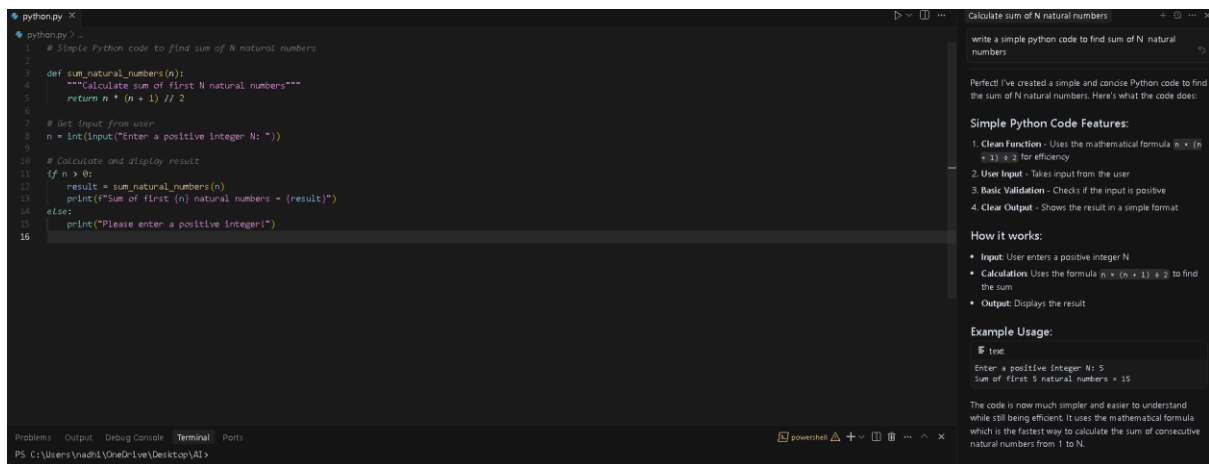 python.py
python.py > ...
1 # Simple Python code to find sum of N natural numbers
2
3 def sum_natural_numbers(n):
4 """Calculate sum of first N natural numbers"""
5 return n * (n + 1) // 2
6
7 # Get input from user
8 n = int(input("Enter a positive integer N: "))
9
10 # Calculate and display result
11 if n > 0:
12 result = sum_natural_numbers(n)
13 print(f"Sum of first {n} natural numbers = {result}")
14 else:
15 print("Please enter a positive integer!")
16
Problems Output Debug Console Terminal Ports
powershell
PS C:\Users\nadhi\OneDrive\Desktop\AI>
Calculate sum of N natural numbers
write a simple python code to find sum of N natural
numbers
Perfect! I've created a simple and concise Python code to find
the sum of N natural numbers. Here's what the code does:
Simple Python Code Features:
1. Clean Function - Uses the mathematical formula n × (n
+ 1) ÷ 2 for efficiency
2. User Input - Takes input from the user
3. Basic Validation - Checks if the input is positive
4. Clear Output - Shows the result in a simple format
How it works:
• Input: User enters a positive integer N
• Calculation: Uses the formula n × (n + 1) ÷ 2 to find
the sum
• Output: Displays the result
Example Usage:
text
Enter a positive integer N: 5
Sum of first 5 natural numbers = 15
The code is now much simpler and easier to understand
while still being efficient. It uses the mathematical formula
which is the fastest way to calculate the sum of consecutive
natural numbers from 1 to N.